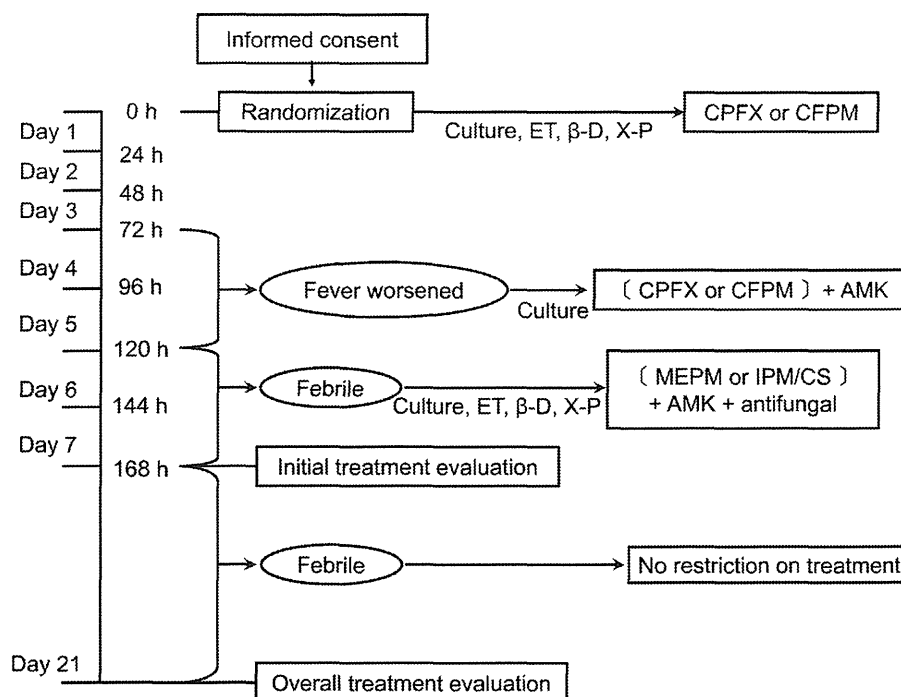 Informed consent
0 h
Randomization
Culture, ET, β-D, X-P
CPFX or CFPM
Day 1
24 h
Day 2
48 h
Day 3
72 h
Day 4
96 h
Fever worsened
Culture
〔 CPFX or CFPM 〕 + AMK
Day 5
120 h
Day 6
144 h
Febrile
Culture, ET, β-D, X-P
〔 MEPM or IPM/CS 〕
+ AMK + antifungal
Day 7
168 h
Initial treatment evaluation
Febrile
No restriction on treatment
Day 21
Overall treatment evaluation